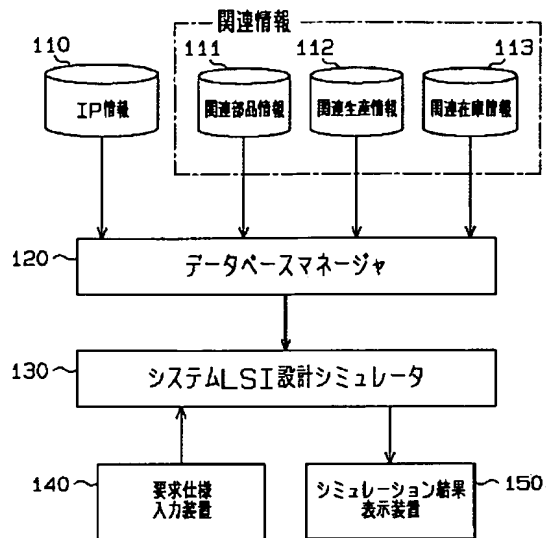 関連情報
110
111
112
113
IP情報
関連部品情報
関連生産情報
関連在庫情報
120
データベースマネージャ
130
システムLSI設計シミュレータ
140
要求仕様
入力装置
シミュレーション結果
表示装置
150